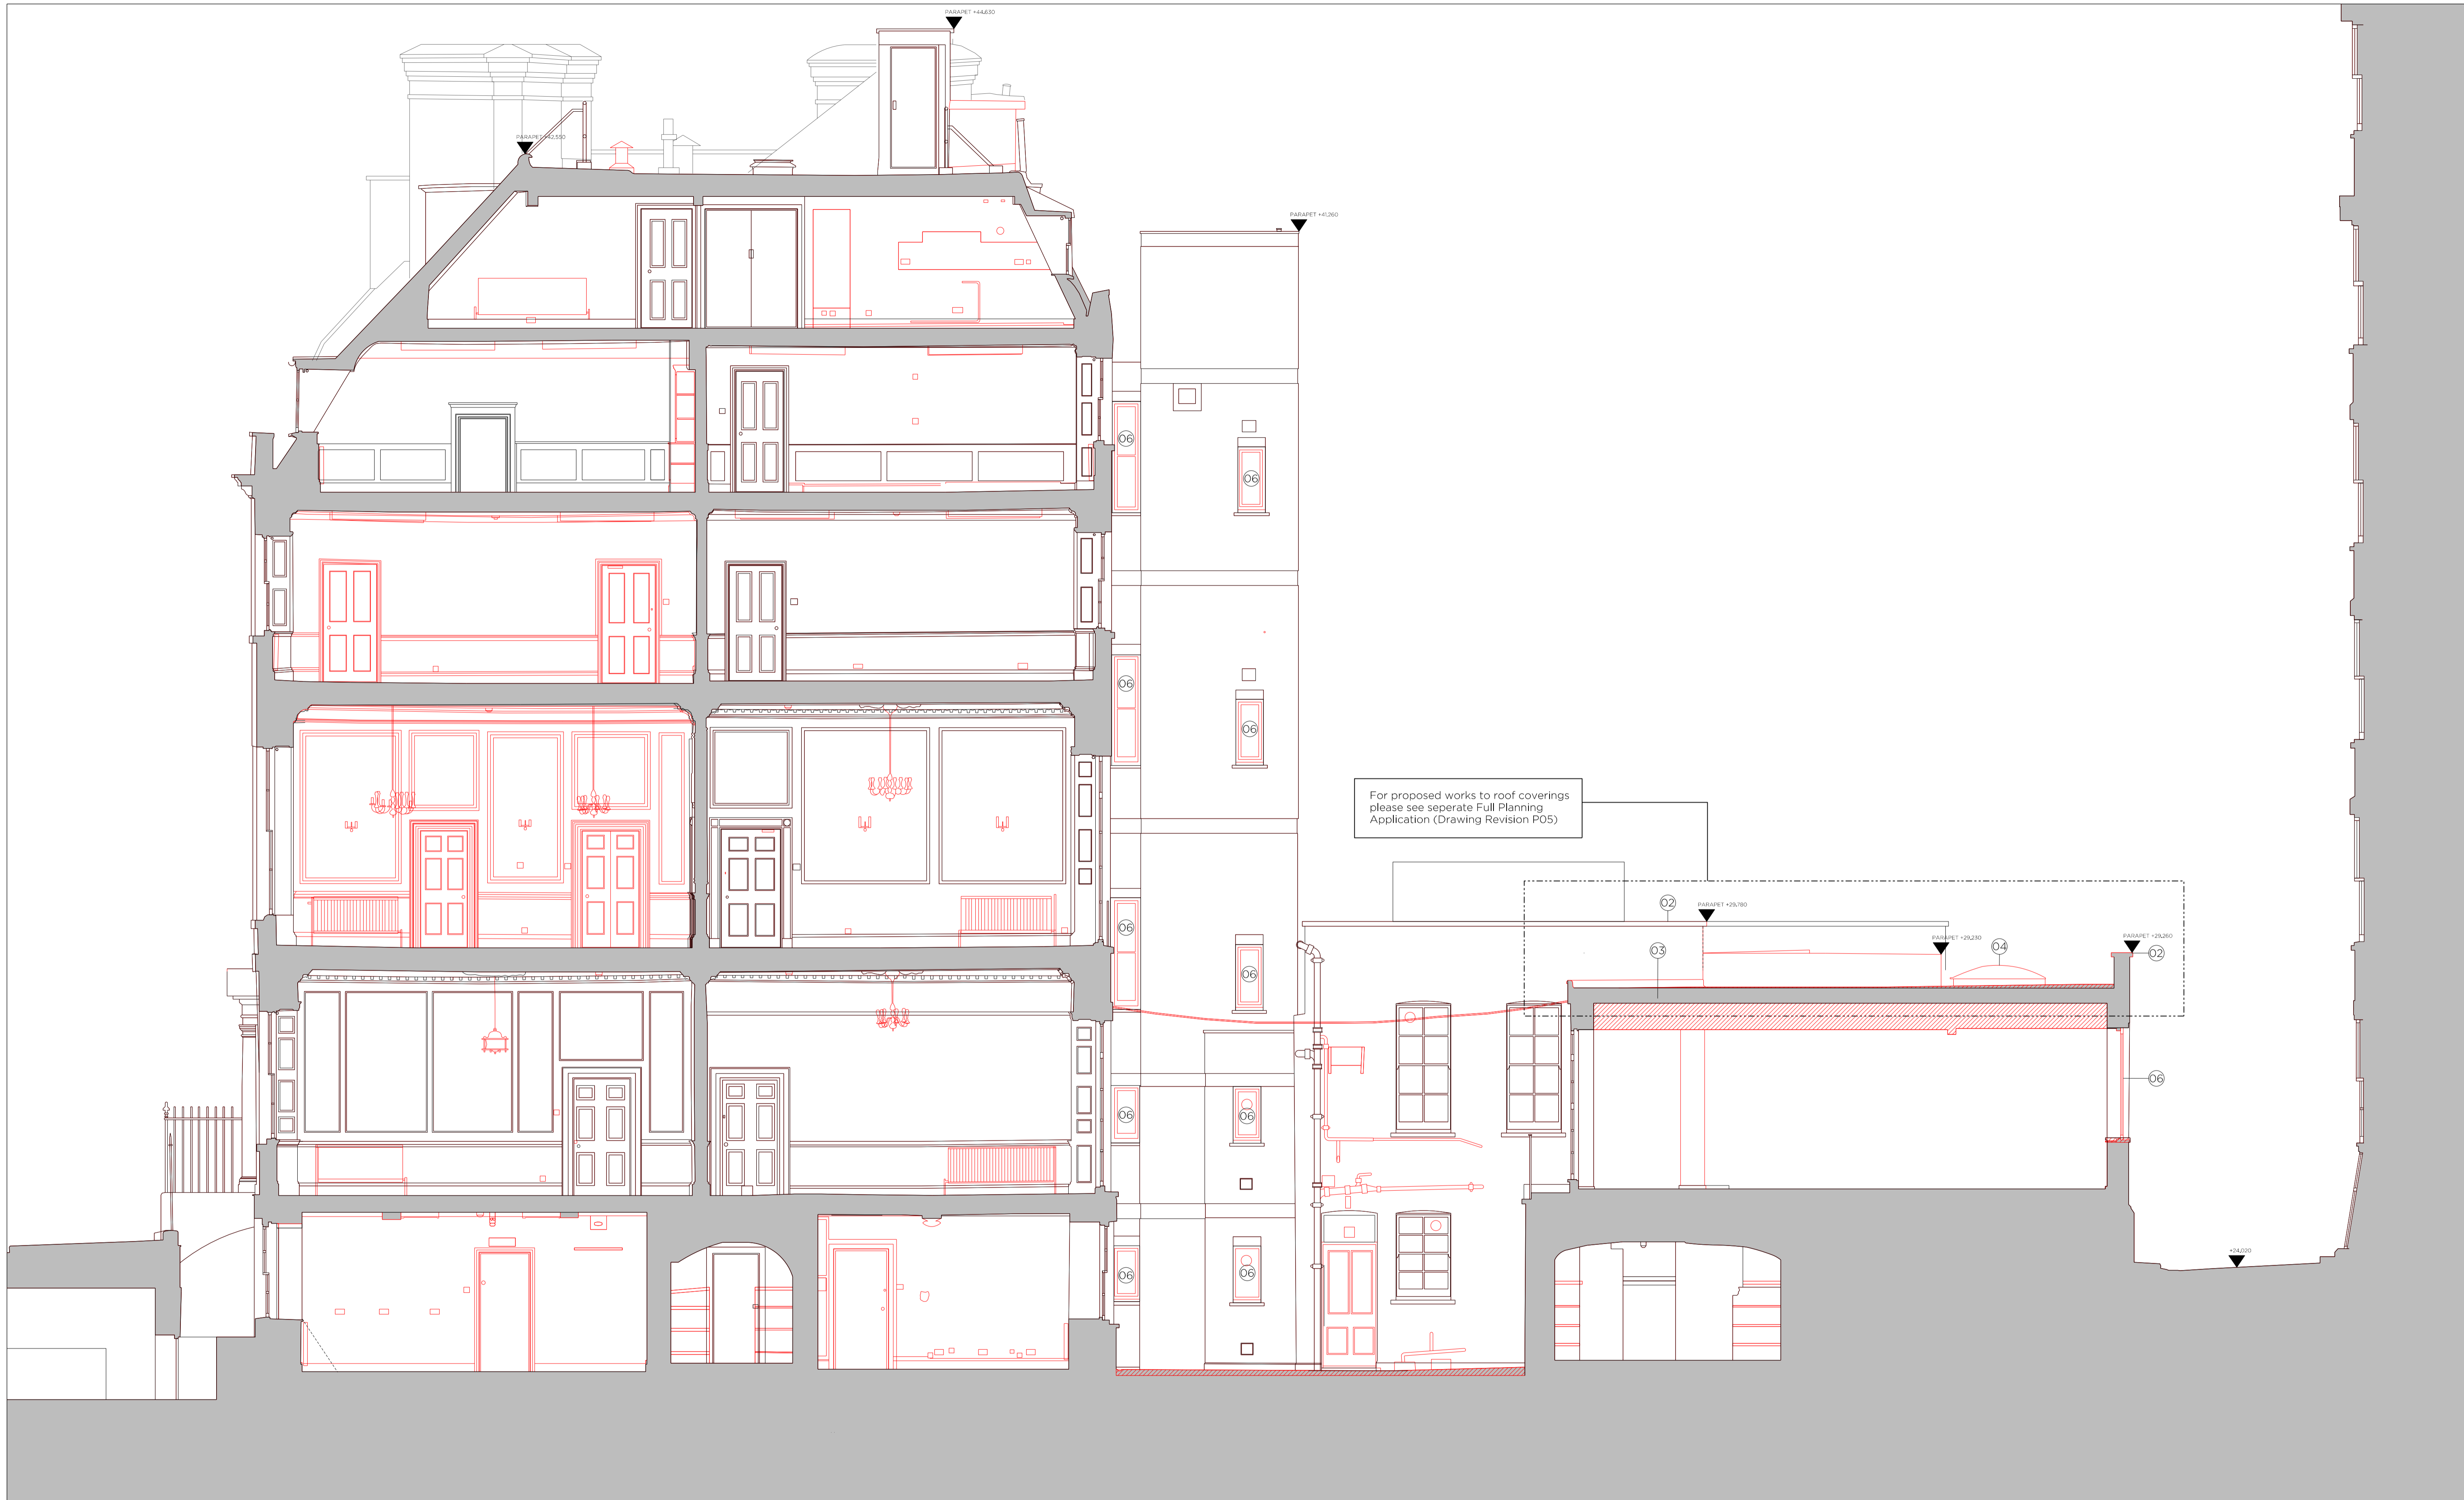 PARAPET +44,630
PARAPET +42,550
PARAPET +41,260
06
06
06
06
For proposed works to roof coverings
please see seperate Full Planning
Application (Drawing Revision P05)
02
PARAPET +29,780
06
03
PARAPET +29,230
04
PARAPET +29,260
02
06
06
06
06
06
06
+24,020